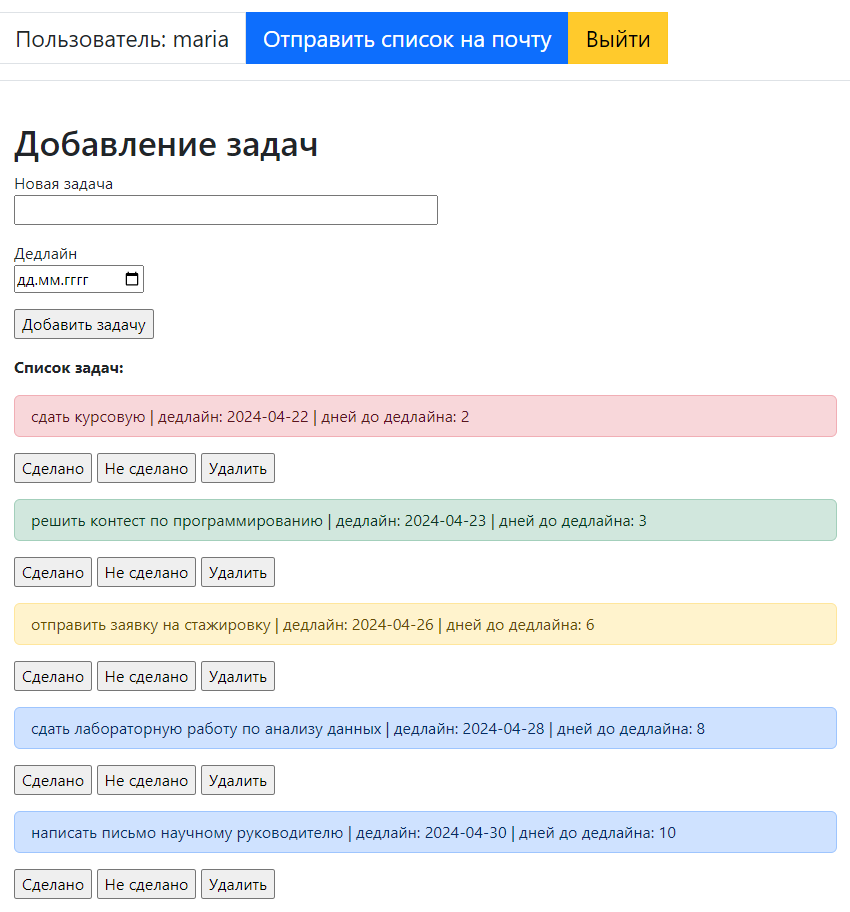 Пользователь: maria Отправить список на почту Выйти
Добавление задач
Новая задача
Дедлайн
дд.мм.гггг
Добавить задачу
Список задач:
сдать курсовую | дедлайн: 2024-04-22 | дней до дедлайна: 2
Сделано Не сделано Удалить
решить контест по программированию | дедлайн: 2024-04-23 | дней до дедлайна: 3
Сделано Не сделано Удалить
отправить заявку на стажировку | дедлайн: 2024-04-26 | дней до дедлайна: 6
Сделано Не сделано Удалить
сдать лабораторную работу по анализу данных | дедлайн: 2024-04-28 | дней до дедлайна: 8
Сделано Не сделано Удалить
написать письмо научному руководителю | дедлайн: 2024-04-30 | дней до дедлайна: 10
Сделано Не сделано Удалить